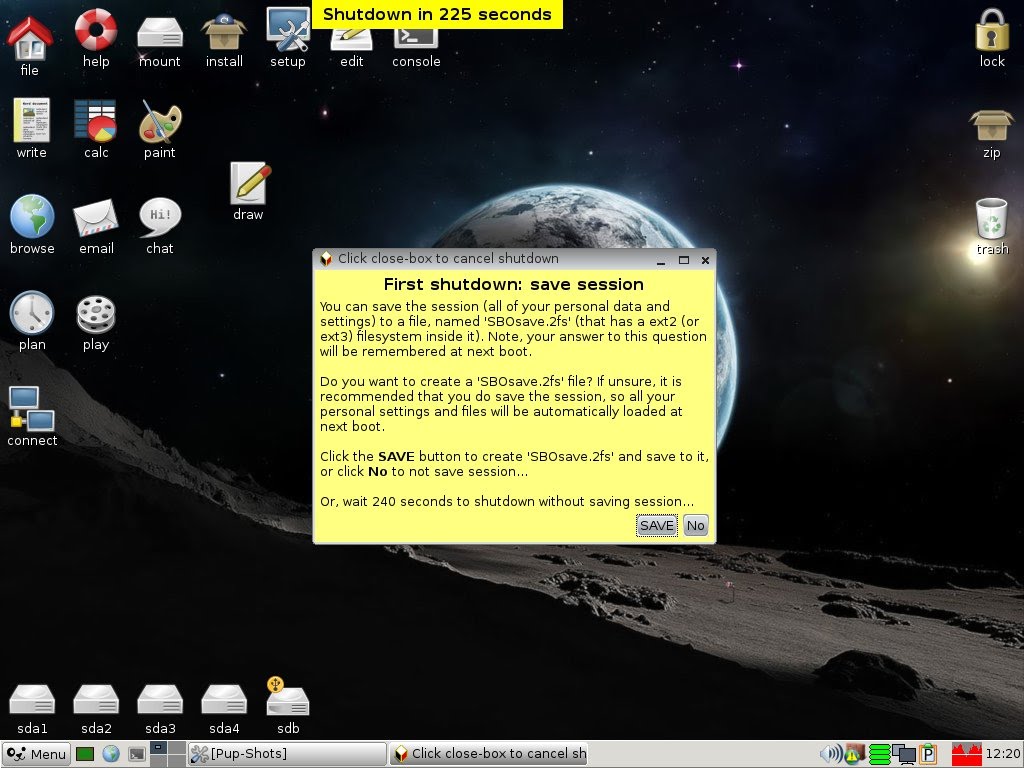 Shutdown in 225 seconds
file
help
mount
install
setup
edit
console
lock
write
calc
paint
zip
draw
browse
email
Hi!
chat
trash
plan
play
connect
Click close-box to cancel shutdown
First shutdown: save session
You can save the session (all of your personal data and
settings) to a file, named 'SBOsave.2fs' (that has a ext2 (or
ext3) filesystem inside it). Note, your answer to this question
will be remembered at next boot.
Do you want to create a 'SBOsave.2fs' file? If unsure, it is
recommended that you do save the session, so all your
personal settings and files will be automatically loaded at
next boot.
Click the SAVE button to create 'SBOsave.2fs' and save to it,
or click No to not save session...
Or, wait 240 seconds to shutdown without saving session...
SAVE
No
sda1
sda2
sda3
sda4
sdb
Menu
[Pup-Shots]
Click close-box to cancel sh
P
12:20